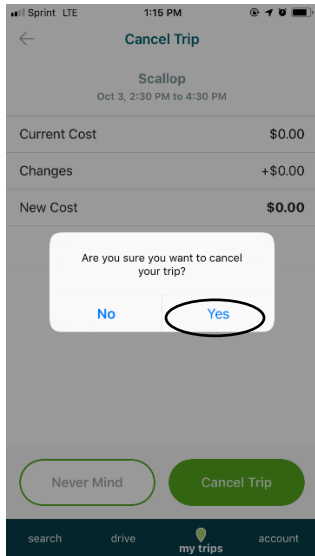 Sprint LTE 1:15 PM
Cancel Trip
Scallop
Oct 3, 2:30 PM to 4:30 PM
Current Cost $0.00
Changes +$0.00
New Cost $0.00
Are you sure you want to cancel
your trip?
No Yes
Never Mind Cancel Trip
search drive my trips account